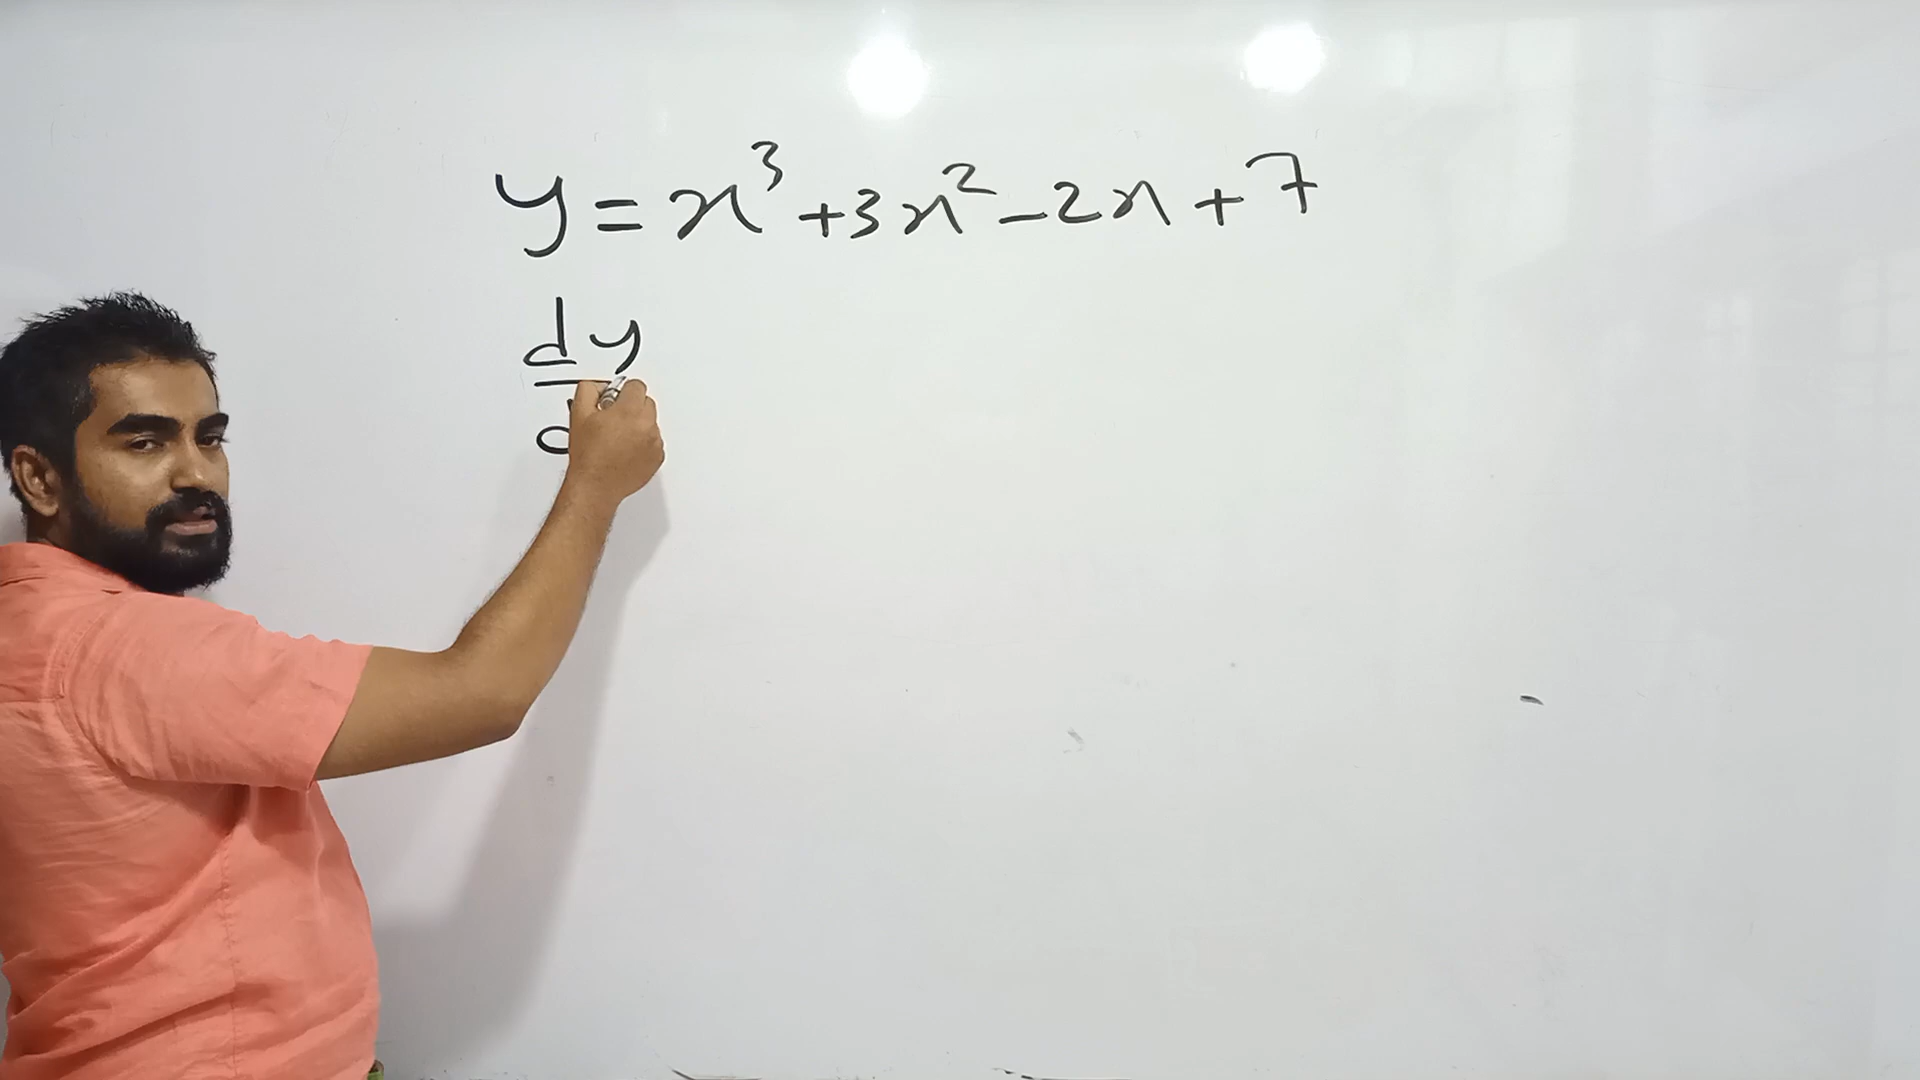 y = x³ + 3x² - 2x + 7
dy
d